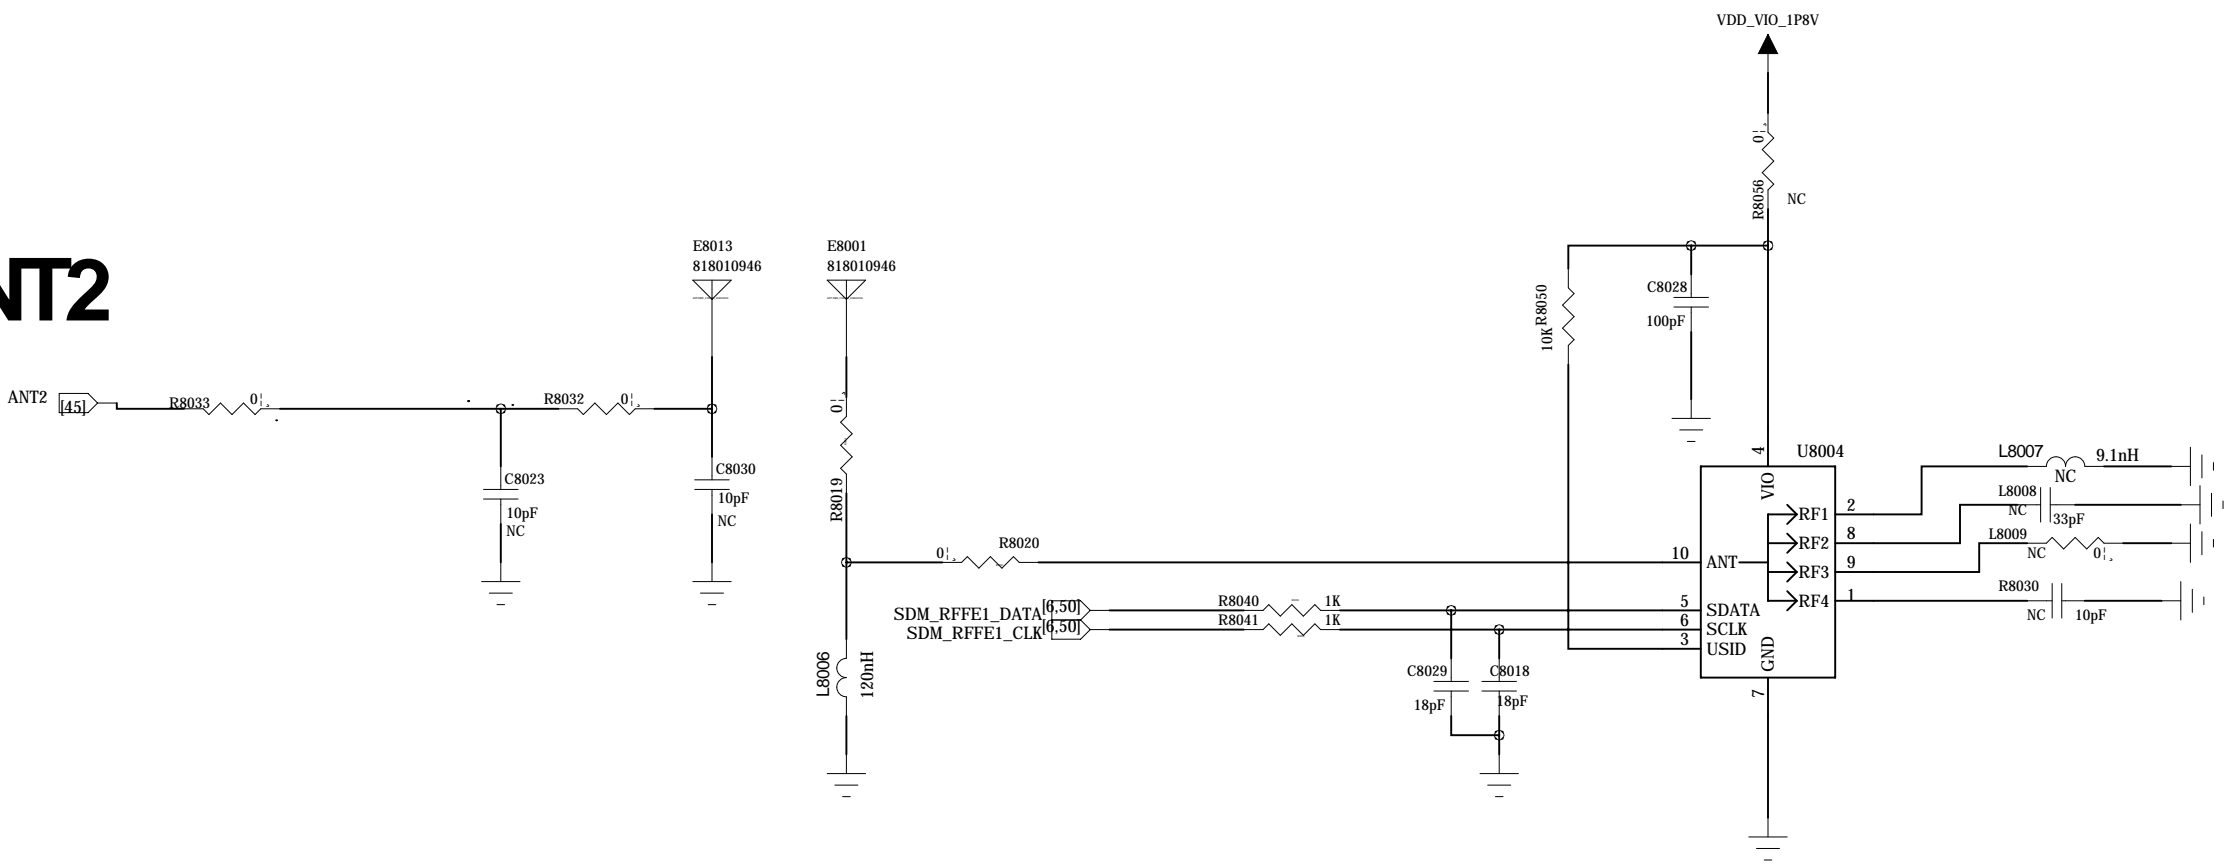 VDD_VIO_1P8V
R8056
NC
NT2
E8013
818010946
E8001
818010946
C8028
100pF
R8050
10K
ANT2
[45]
R8033
R8032
C8023
10pF
NC
C8030
10pF
NC
R8019
R8020
L8006
120nH
SDM_RFFE1_DATA
[6,50]
SDM_RFFE1_CLK
[6,50]
R8040
1K
R8041
1K
C8029
18pF
C8018
18pF
U8004
4
VIO
10
ANT
5
SDATA
6
SCLK
3
USID
GND
7
RF1
2
RF2
8
RF3
9
RF4
1
L8007
9.1nH
NC
L8008
NC
33pF
L8009
NC
R8030
NC
10pF